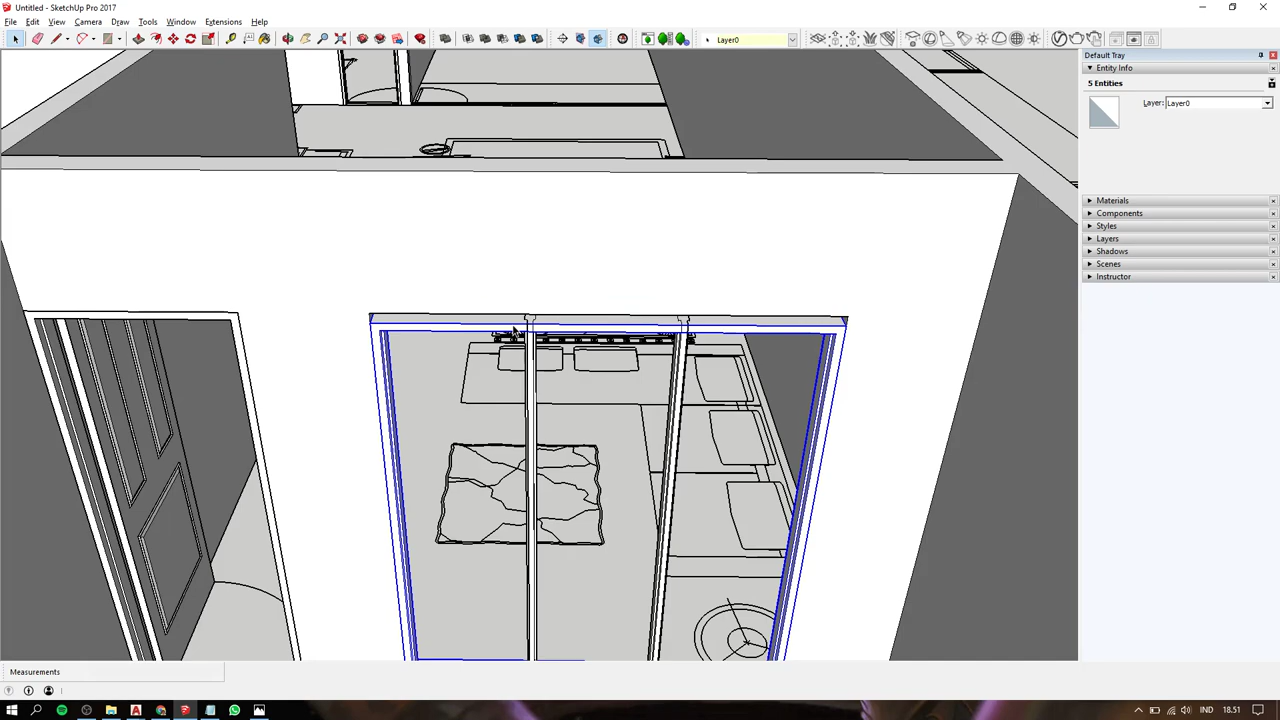 Untitled - SketchUp Pro 2017
File Edit View Camera Draw Tools Window Extensions Help
Layer0
Default Tray
Entity Info
5 Entities
Layer: Layer0
Materials
Components
Styles
Layers
Shadows
Scenes
Instructor
Measurements
IND 18.51